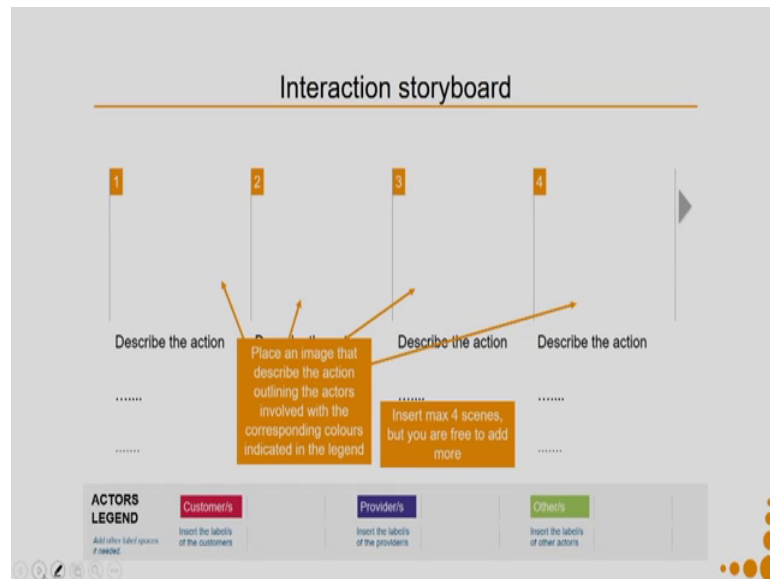 Interaction storyboard
1
2
3
4
Describe the action
Describe the action
Describe the action
Place an image that
describe the action
outlining the actors
involved with the
corresponding colours
indicated in the legend
Insert max 4 scenes,
but you are free to add
more
.......
.......
.......
.......
.......
.......
ACTORS
LEGEND
Add other label spaces
if needed.
Customer/s
Insert the label/s
of the customers
Provider/s
Insert the label/s
of the provider/s
Other/s
Insert the label/s
of other actor/s